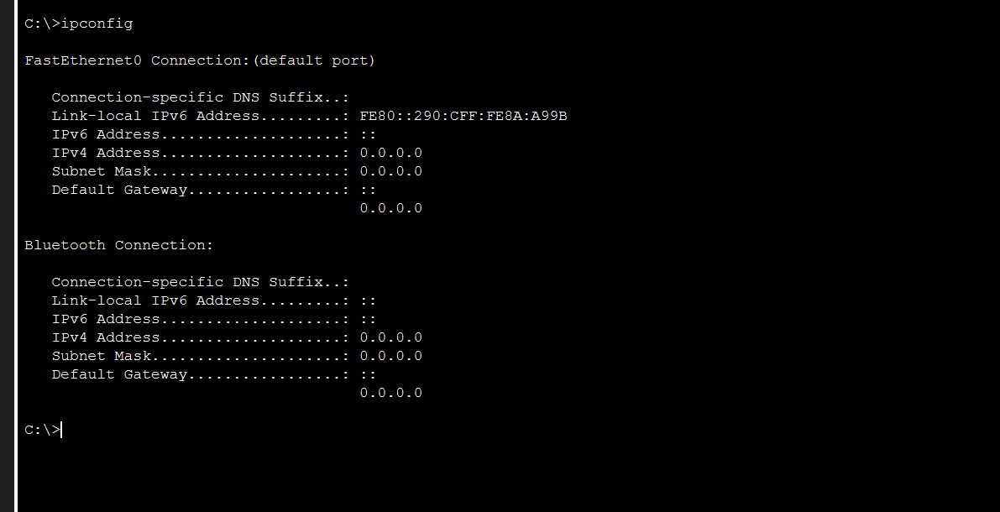 C:\>ipconfig
FastEthernet0 Connection:(default port)
Connection-specific DNS Suffix..:
Link-local IPv6 Address.........: FE80::290:CFF:FE8A:A99B
IPv6 Address....................: ::
IPv4 Address....................: 0.0.0.0
Subnet Mask.....................: 0.0.0.0
Default Gateway.................: ::
0.0.0.0
Bluetooth Connection:
Connection-specific DNS Suffix..:
Link-local IPv6 Address.........: ::
IPv6 Address....................: ::
IPv4 Address....................: 0.0.0.0
Subnet Mask.....................: 0.0.0.0
Default Gateway.................: ::
0.0.0.0
C:\>